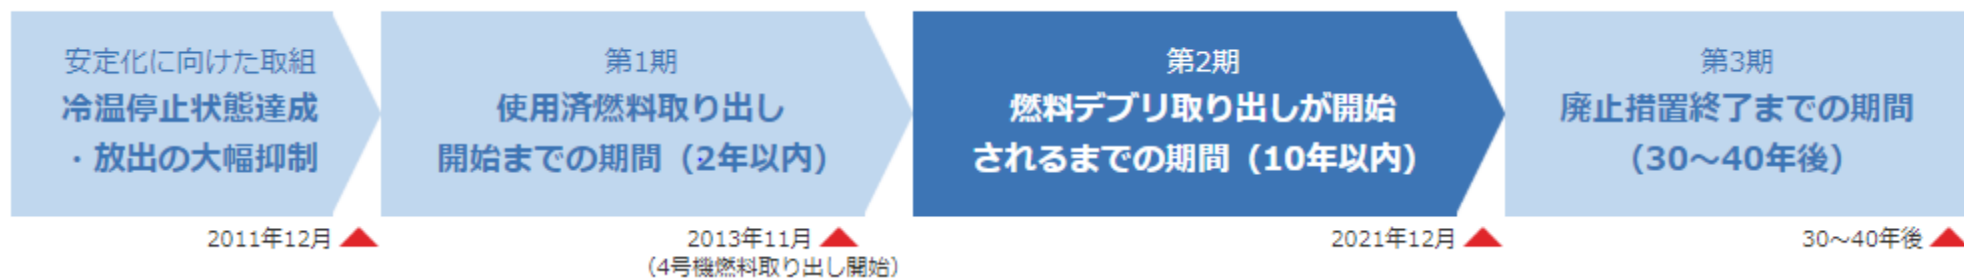 安定化に向けた取組
冷温停止状態達成
・放出の大幅抑制
2011年12月
第1期
使用済燃料取り出し
開始までの期間（2年以内）
2013年11月
（4号機燃料取り出し開始）
第2期
燃料デブリ取り出しが開始
されるまでの期間（10年以内）
2021年12月
第3期
廃止措置終了までの期間
（30～40年後）
30～40年後